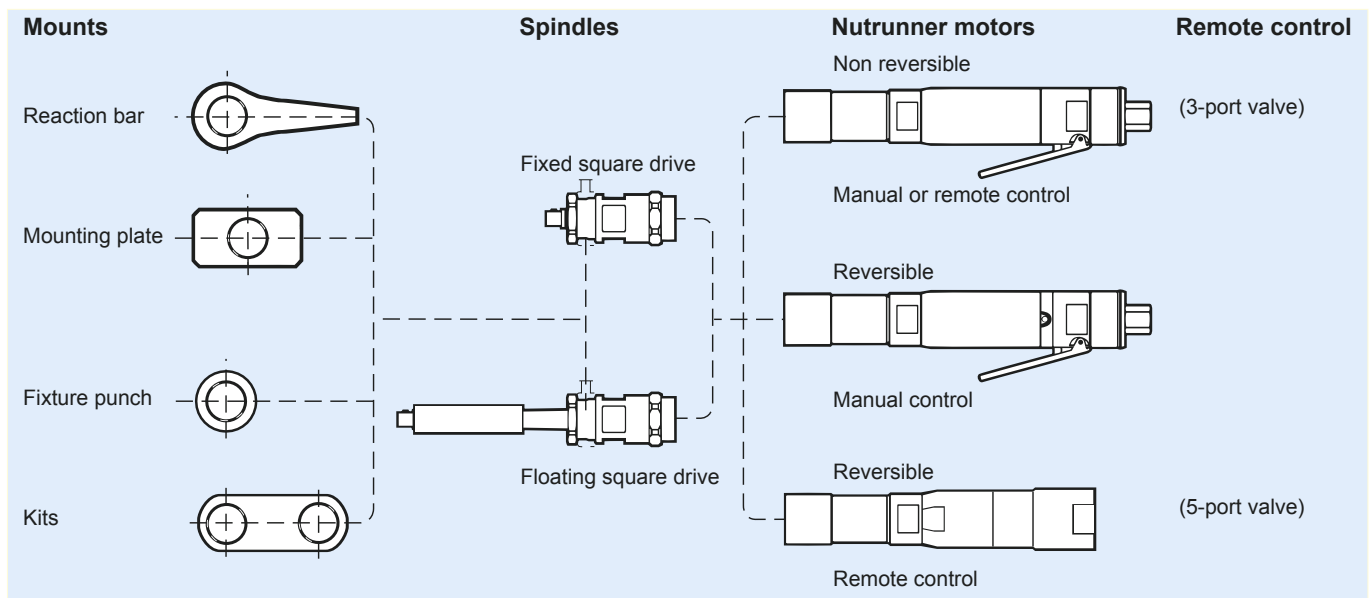 Mounts
Spindles
Nutrunner motors
Remote control
Non reversible
Reaction bar
(3-port valve)
Fixed square drive
Manual or remote control
Mounting plate
Reversible
Fixture punch
Manual control
Floating square drive
Reversible
Kits
(5-port valve)
Remote control